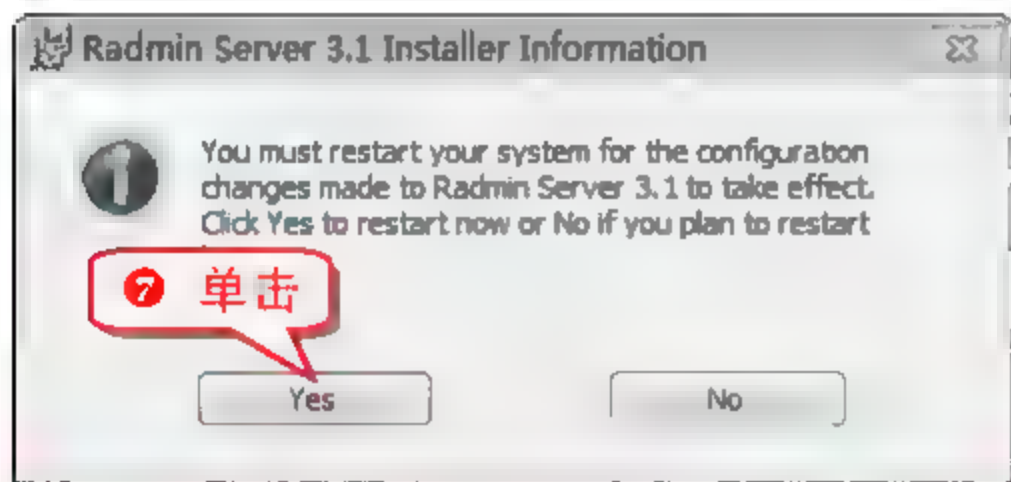 Radmin Server 3.1 Installer Information
You must restart your system for the configuration
changes made to Radmin Server 3.1 to take effect.
Click Yes to restart now or No if you plan to restart
7 单击
Yes
No